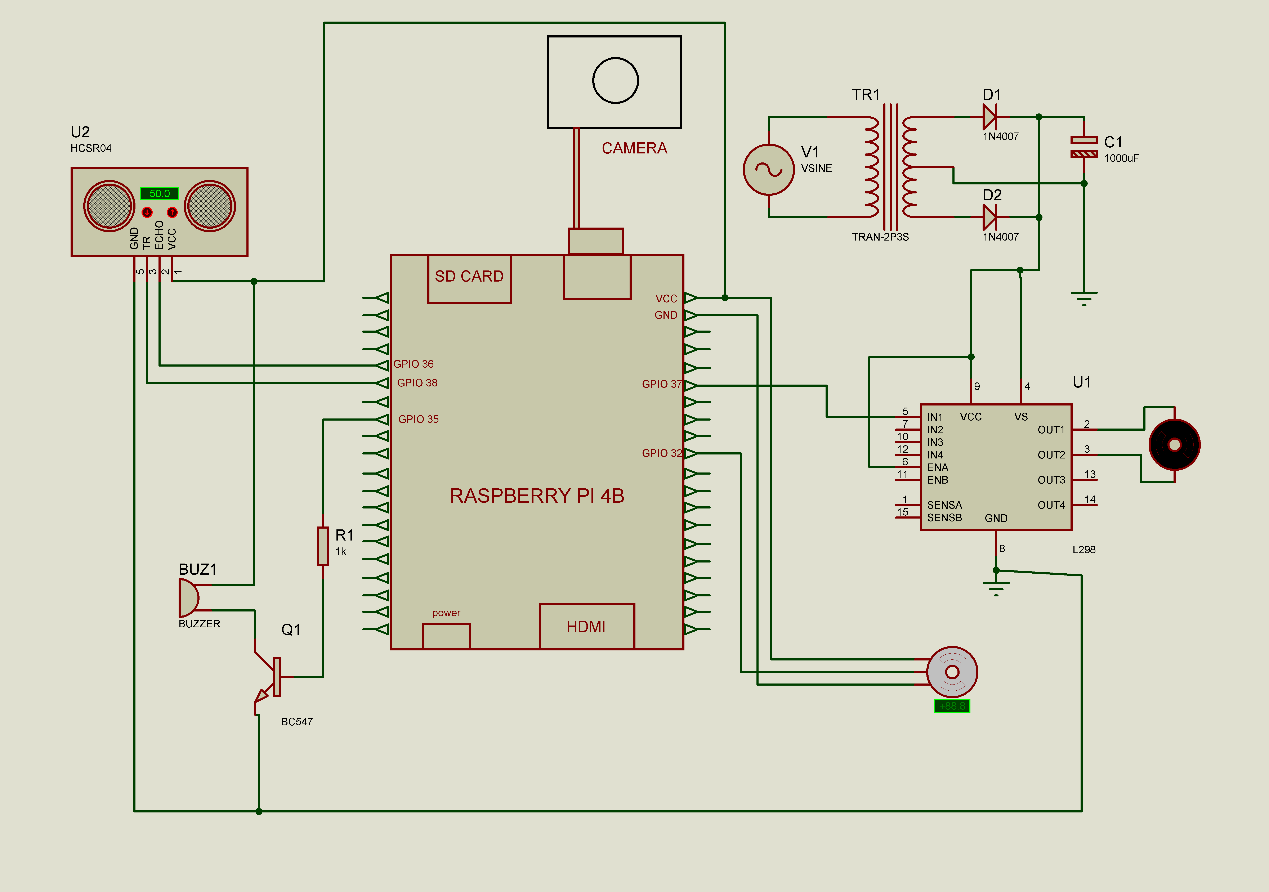 U2
HCSR04
50.0
GND
TR
ECHO
VCC
5
3
2
1
CAMERA
SD CARD
VCC
GND
GPIO 36
GPIO 38
GPIO 37
GPIO 35
GPIO 32
RASPBERRY PI 4B
power
HDMI
R1
1k
BUZ1
BUZZER
Q1
BC547
TR1
TRAN-2P3S
V1
VSINE
D1
1N4007
D2
1N4007
C1
1000uF
U1
9
4
VCC
VS
5
IN1
7
IN2
10
IN3
12
IN4
6
ENA
11
ENB
1
SENSA
15
SENSB
OUT1
2
OUT2
3
OUT3
13
OUT4
14
GND
8
L298
+88.8